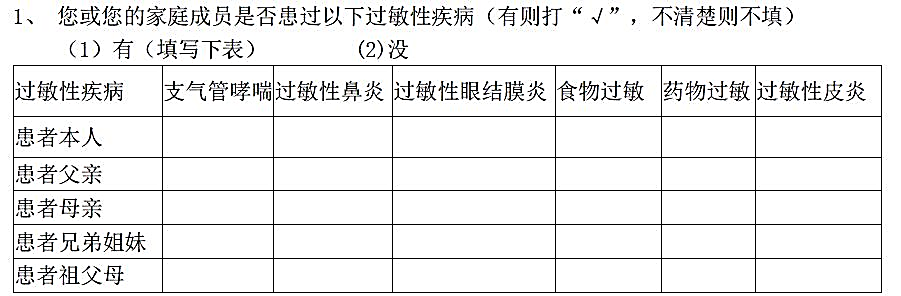 1、 您或您的家庭成员是否患过以下过敏性疾病（有则打“√”，不清楚则不填）
（1）有（填写下表） (2)没
过敏性疾病 支气管哮喘 过敏性鼻炎 过敏性眼结膜炎 食物过敏 药物过敏 过敏性皮炎
患者本人
患者父亲
患者母亲
患者兄弟姐妹
患者祖父母